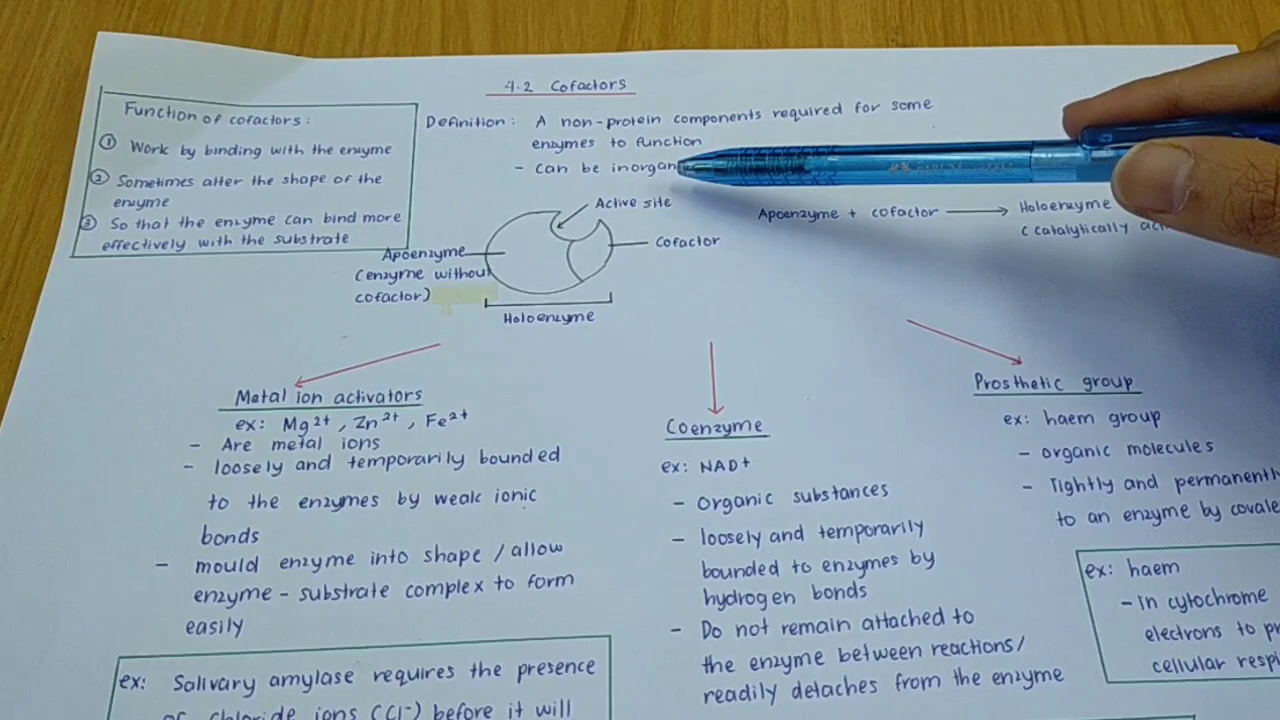 4.2 Cofactors
Function of cofactors:
① Work by binding with the enzyme
② Sometimes alter the shape of the
enzyme
③ So that the enzyme can bind more
effectively with the substrate
Definition: A non-protein components required for some
enzymes to function
- Can be
Active site
Cofactor
Apoenzyme
(enzyme without
cofactor)
Holoenzyme
Apoenzyme + cofactor → Holoenzyme
(catalytically
Metal ion activators
ex: Mg²⁺, Zn²⁺, Fe²⁺
- Are metal ions
- loosely and temporarily bounded
to the enzymes by weak ionic
bonds
- mould enzyme into shape / allow
enzyme - substrate complex to form
easily
ex: Salivary amylase requires the presence
of chloride ions (Cl⁻) before it will
Coenzyme
ex: NAD⁺
- Organic substances
- loosely and temporarily
bounded to enzymes by
hydrogen bonds
- Do not remain attached to
the enzyme between reactions/
readily detaches from the enzyme
Prosthetic group
ex: haem group
- organic molecules
- Tightly and
to an enzyme by
ex: haem
- In cytochrome
electrons to
cellular